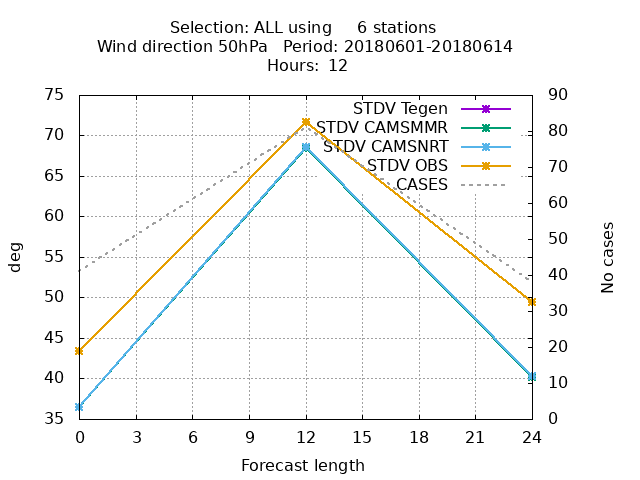 Selection: ALL using     6 stations
Wind direction 50hPa   Period: 20180601-20180614
Hours:  12
75
70
65
60
55
50
45
40
35
90
80
70
60
50
40
30
20
10
0
deg
No cases
STDV Tegen
STDV CAMSMMR
STDV CAMSNRT
STDV OBS
CASES
0 3 6 9 12 15 18 21 24
Forecast length